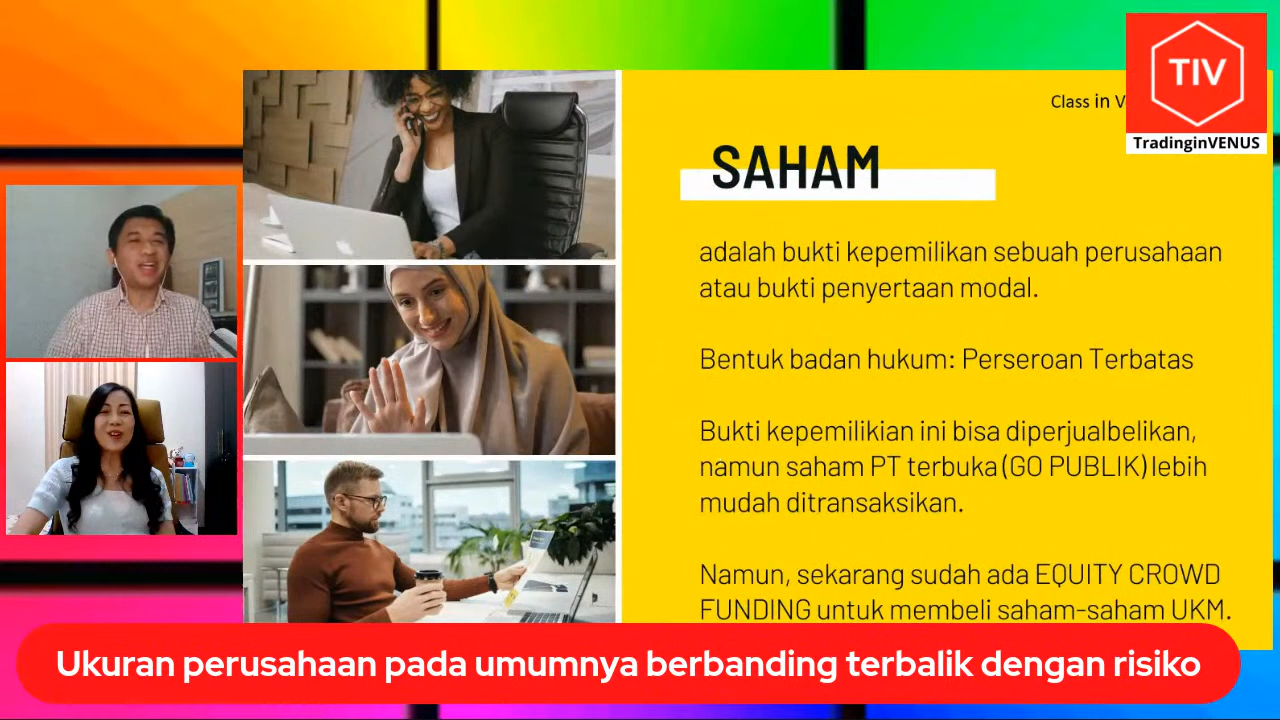 TIV
TradinginVENUS
Class in V
SAHAM
adalah bukti kepemilikan sebuah perusahaan
atau bukti penyertaan modal.
Bentuk badan hukum: Perseroan Terbatas
Bukti kepemilikian ini bisa diperjualbelikan,
namun saham PT terbuka (GO PUBLIK) lebih
mudah ditransaksikan.
Namun, sekarang sudah ada EQUITY CROWD
FUNDING untuk membeli saham-saham UKM.
Ukuran perusahaan pada umumnya berbanding terbalik dengan risiko